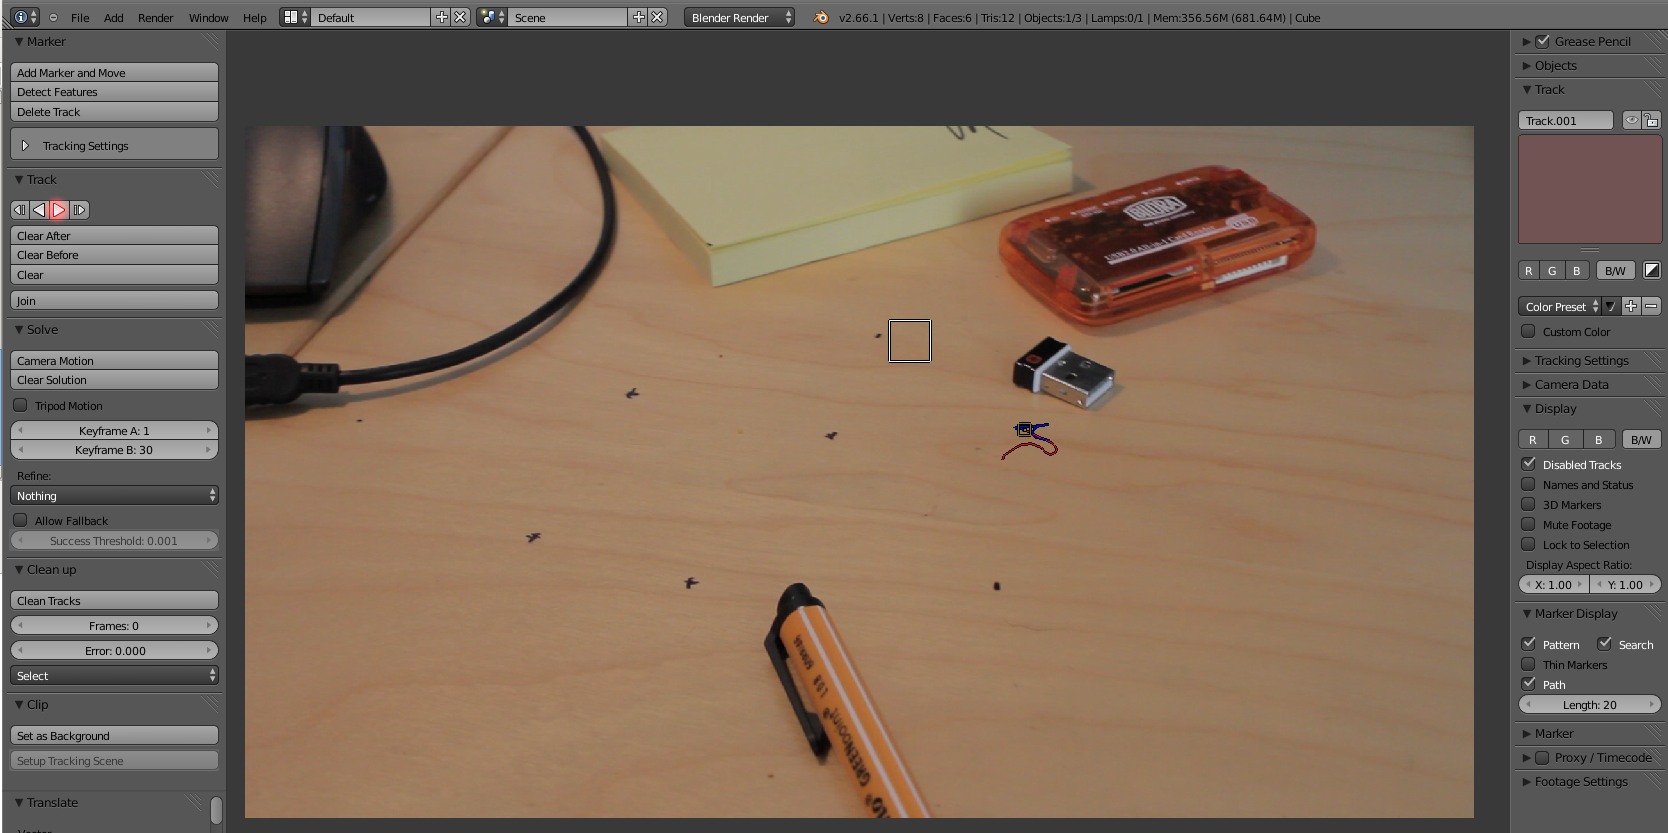 File Add Render Window Help Default Scene Blender Render v2.66.1 | Verts:8 | Faces:6 | Tris:12 | Objects:1/3 | Lamps:0/1 | Mem:356.56M (681.64M) | Cube
Marker
Add Marker and Move
Detect Features
Delete Track
Tracking Settings
Track
Clear After
Clear Before
Clear
Join
Solve
Camera Motion
Clear Solution
Tripod Motion
Keyframe A: 1
Keyframe B: 30
Refine:
Nothing
Allow Fallback
Success Threshold: 0.001
Clean up
Clean Tracks
Frames: 0
Error: 0.000
Select
Clip
Set as Background
Setup Tracking Scene
Translate
GREENpoint
Grease Pencil
Objects
Track
Track.001
R G B B/W
Color Preset
Custom Color
Tracking Settings
Camera Data
Display
R G B B/W
Disabled Tracks
Names and Status
3D Markers
Mute Footage
Lock to Selection
Display Aspect Ratio:
X: 1.00 Y: 1.00
Marker Display
Pattern Search
Thin Markers
Path
Length: 20
Marker
Proxy / Timecode
Footage Settings